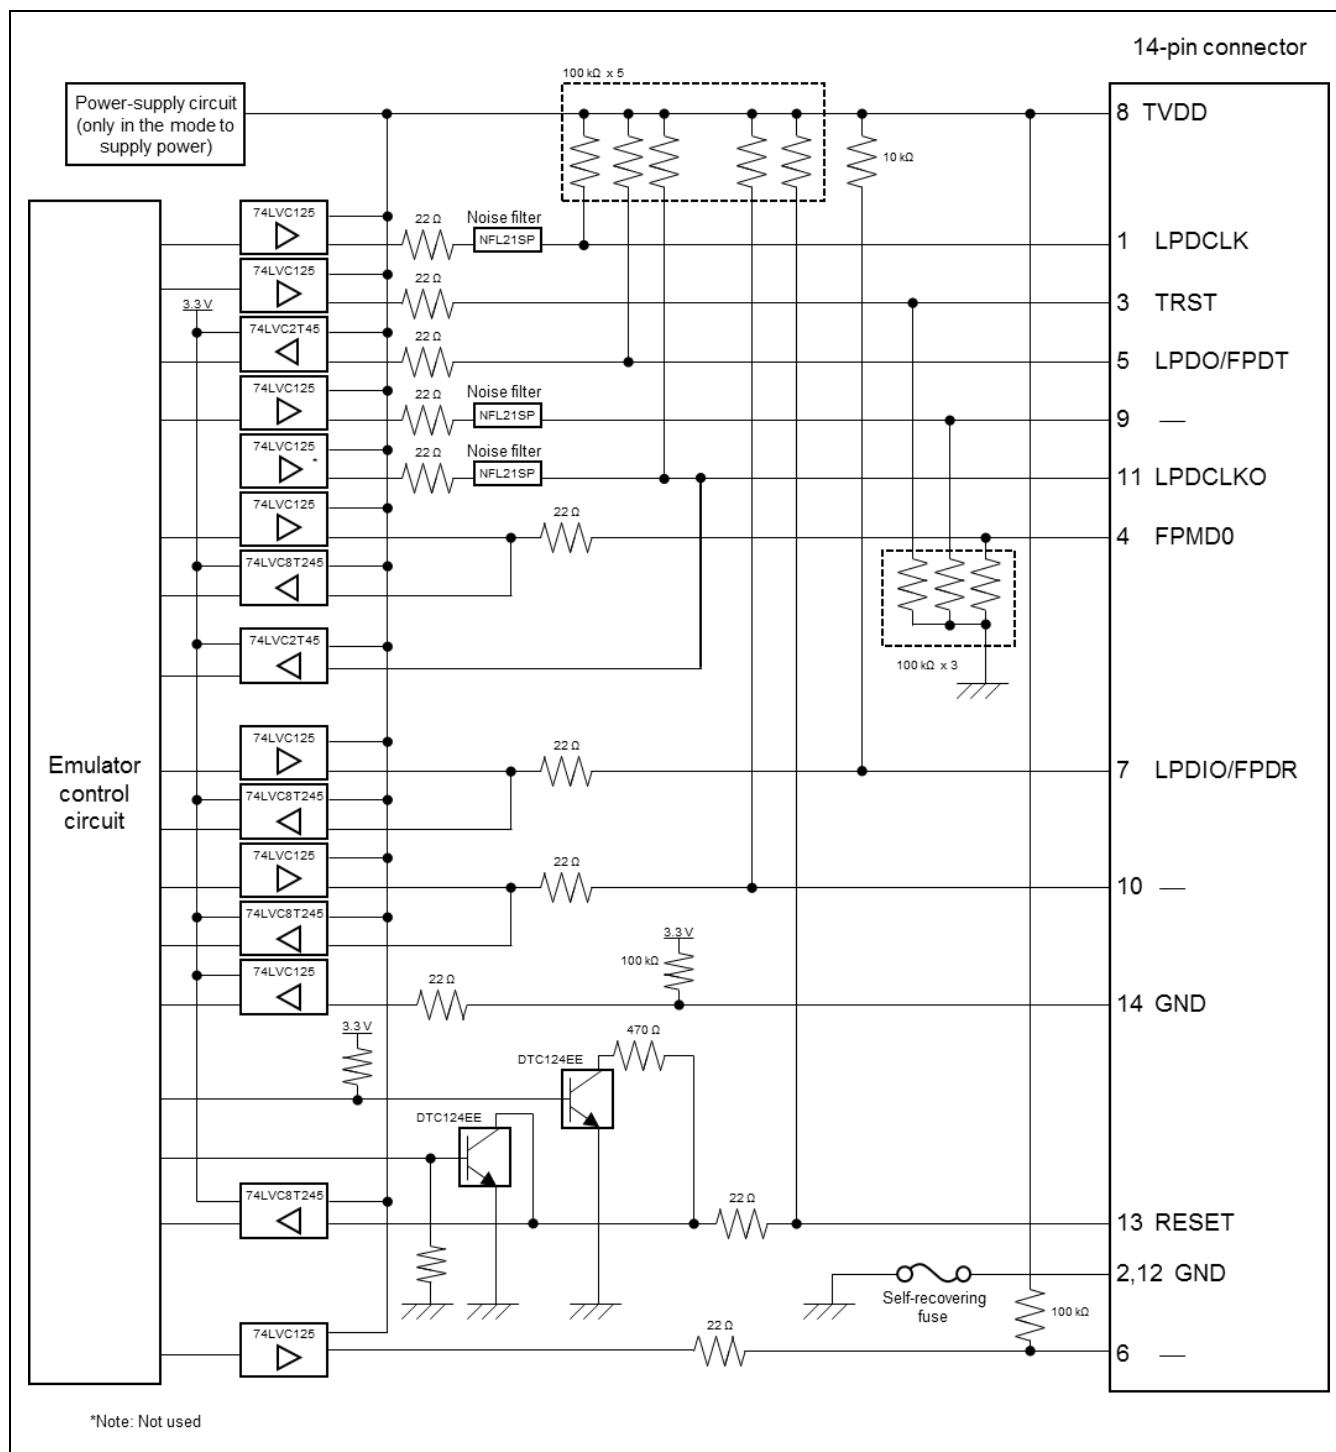 14-pin connector
100 kΩ x 5
Power-supply circuit
(only in the mode to
supply power)
8 TVDD
10 kΩ
74LVC125
22 Ω
Noise filter
NFL21SP
1 LPDCLK
74LVC125
22 Ω
3.3 V
3 TRST
74LVC2T45
22 Ω
5 LPDO/FPDT
74LVC125
22 Ω
Noise filter
NFL21SP
9 —
74LVC125
*
22 Ω
Noise filter
NFL21SP
11 LPDCLKO
74LVC125
22 Ω
4 FPMD0
74LVC8T245
74LVC2T45
100 kΩ x 3
74LVC125
22 Ω
7 LPDIO/FPDR
Emulator
control
circuit
74LVC8T245
74LVC125
22 Ω
10 —
74LVC8T245
3.3 V
100 kΩ
74LVC125
22 Ω
14 GND
3.3 V
470 Ω
DTC124EE
DTC124EE
74LVC8T245
22 Ω
13 RESET
2,12 GND
Self-recovering
fuse
100 kΩ
74LVC125
22 Ω
6 —
*Note: Not used